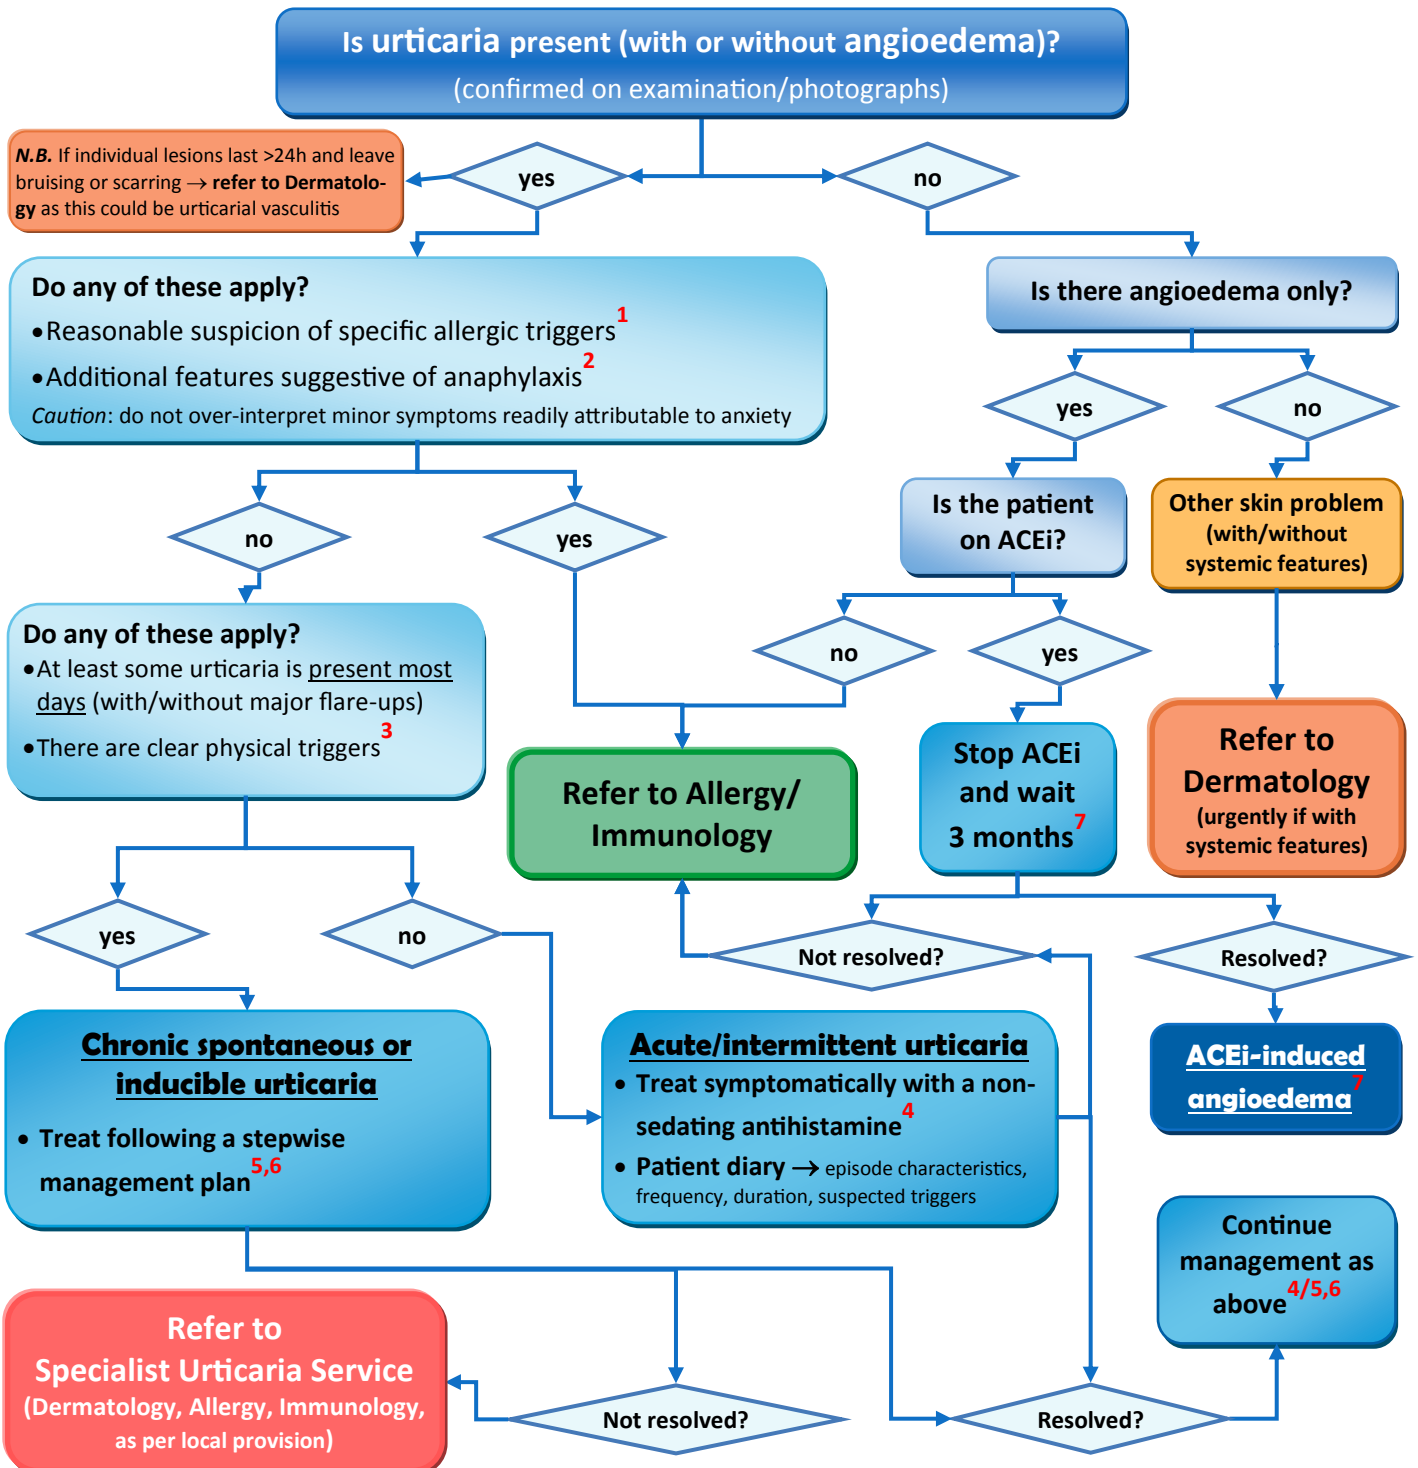 Is urticaria present (with or without angioedema)?
(confirmed on examination/photographs)
N.B. If individual lesions last >24h and leave
bruising or scarring → refer to Dermatolo-
gy as this could be urticarial vasculitis
yes
no
Do any of these apply?
•Reasonable suspicion of specific allergic triggers1
•Additional features suggestive of anaphylaxis2
Caution: do not over-interpret minor symptoms readily attributable to anxiety
Is there angioedema only?
yes
no
no
yes
Is the patient
on ACEi?
Other skin problem
(with/without
systemic features)
Do any of these apply?
•At least some urticaria is present most
days (with/without major flare-ups)
•There are clear physical triggers3
no
yes
Refer to Allergy/
Immunology
Stop ACEi
and wait
3 months7
Refer to
Dermatology
(urgently if with
systemic features)
yes
no
Not resolved?
Resolved?
Chronic spontaneous or
inducible urticaria
• Treat following a stepwise
management plan5,6
Acute/intermittent urticaria
• Treat symptomatically with a non-
sedating antihistamine4
• Patient diary → episode characteristics,
frequency, duration, suspected triggers
ACEi-induced
angioedema7
Continue
management as
above4/5,6
Refer to
Specialist Urticaria Service
(Dermatology, Allergy, Immunology,
as per local provision)
Not resolved?
Resolved?